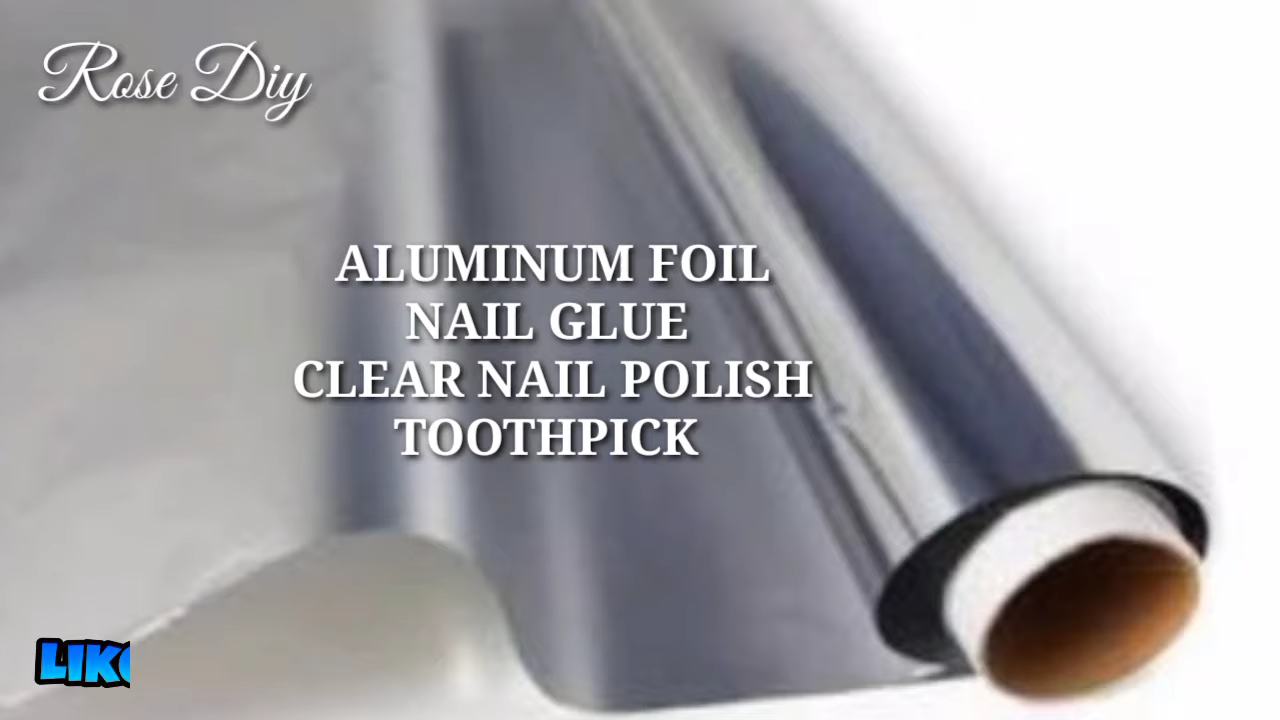 Rose Diy
ALUMINUM FOIL
NAIL GLUE
CLEAR NAIL POLISH
TOOTHPICK